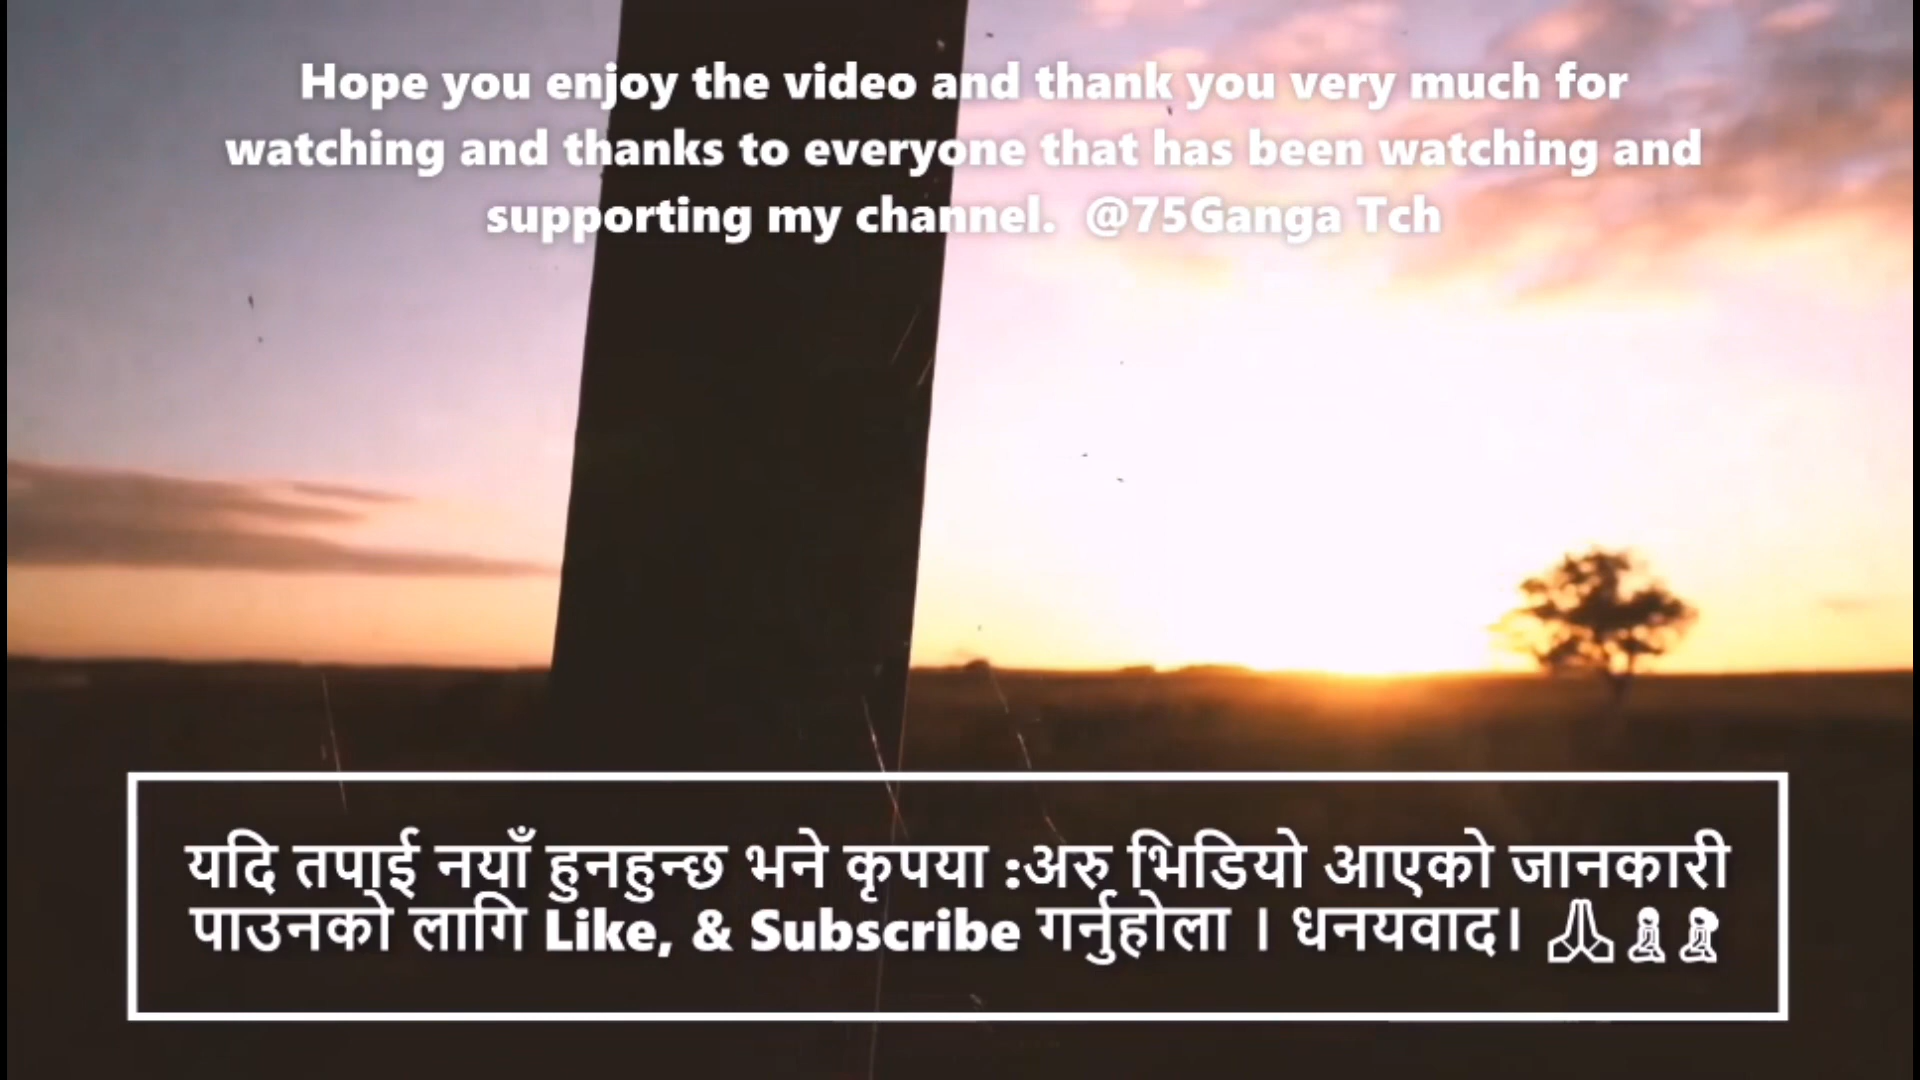 Hope you enjoy the video and thank you very much for
watching and thanks to everyone that has been watching and
supporting my channel. @75Ganga Tch
यदि तपाई नयाँ हुनहुन्छ भने कृपया :अरु भिडियो आएको जानकारी
पाउनको लागि Like, & Subscribe गर्नुहोला । धनयवाद। 🙏🧎🧎